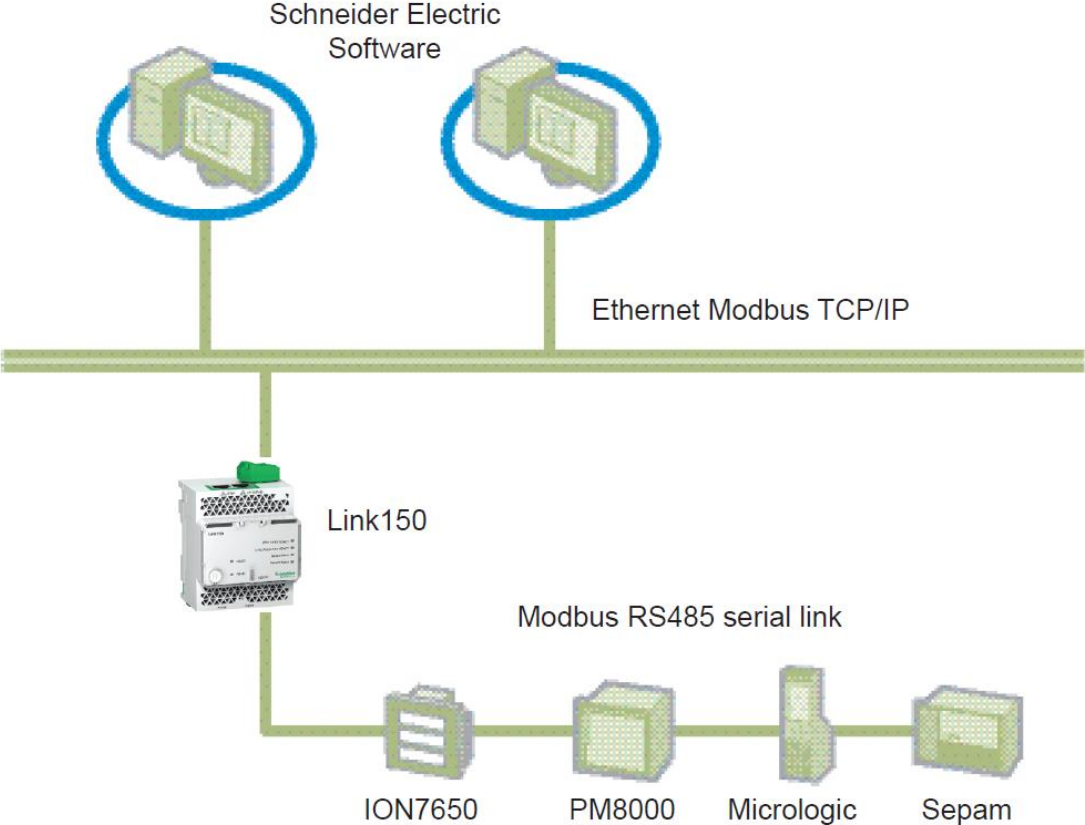 Schneider Electric
Software
Ethernet Modbus TCP/IP
Link150
Modbus RS485 serial link
ION7650
PM8000
Micrologic
Sepam